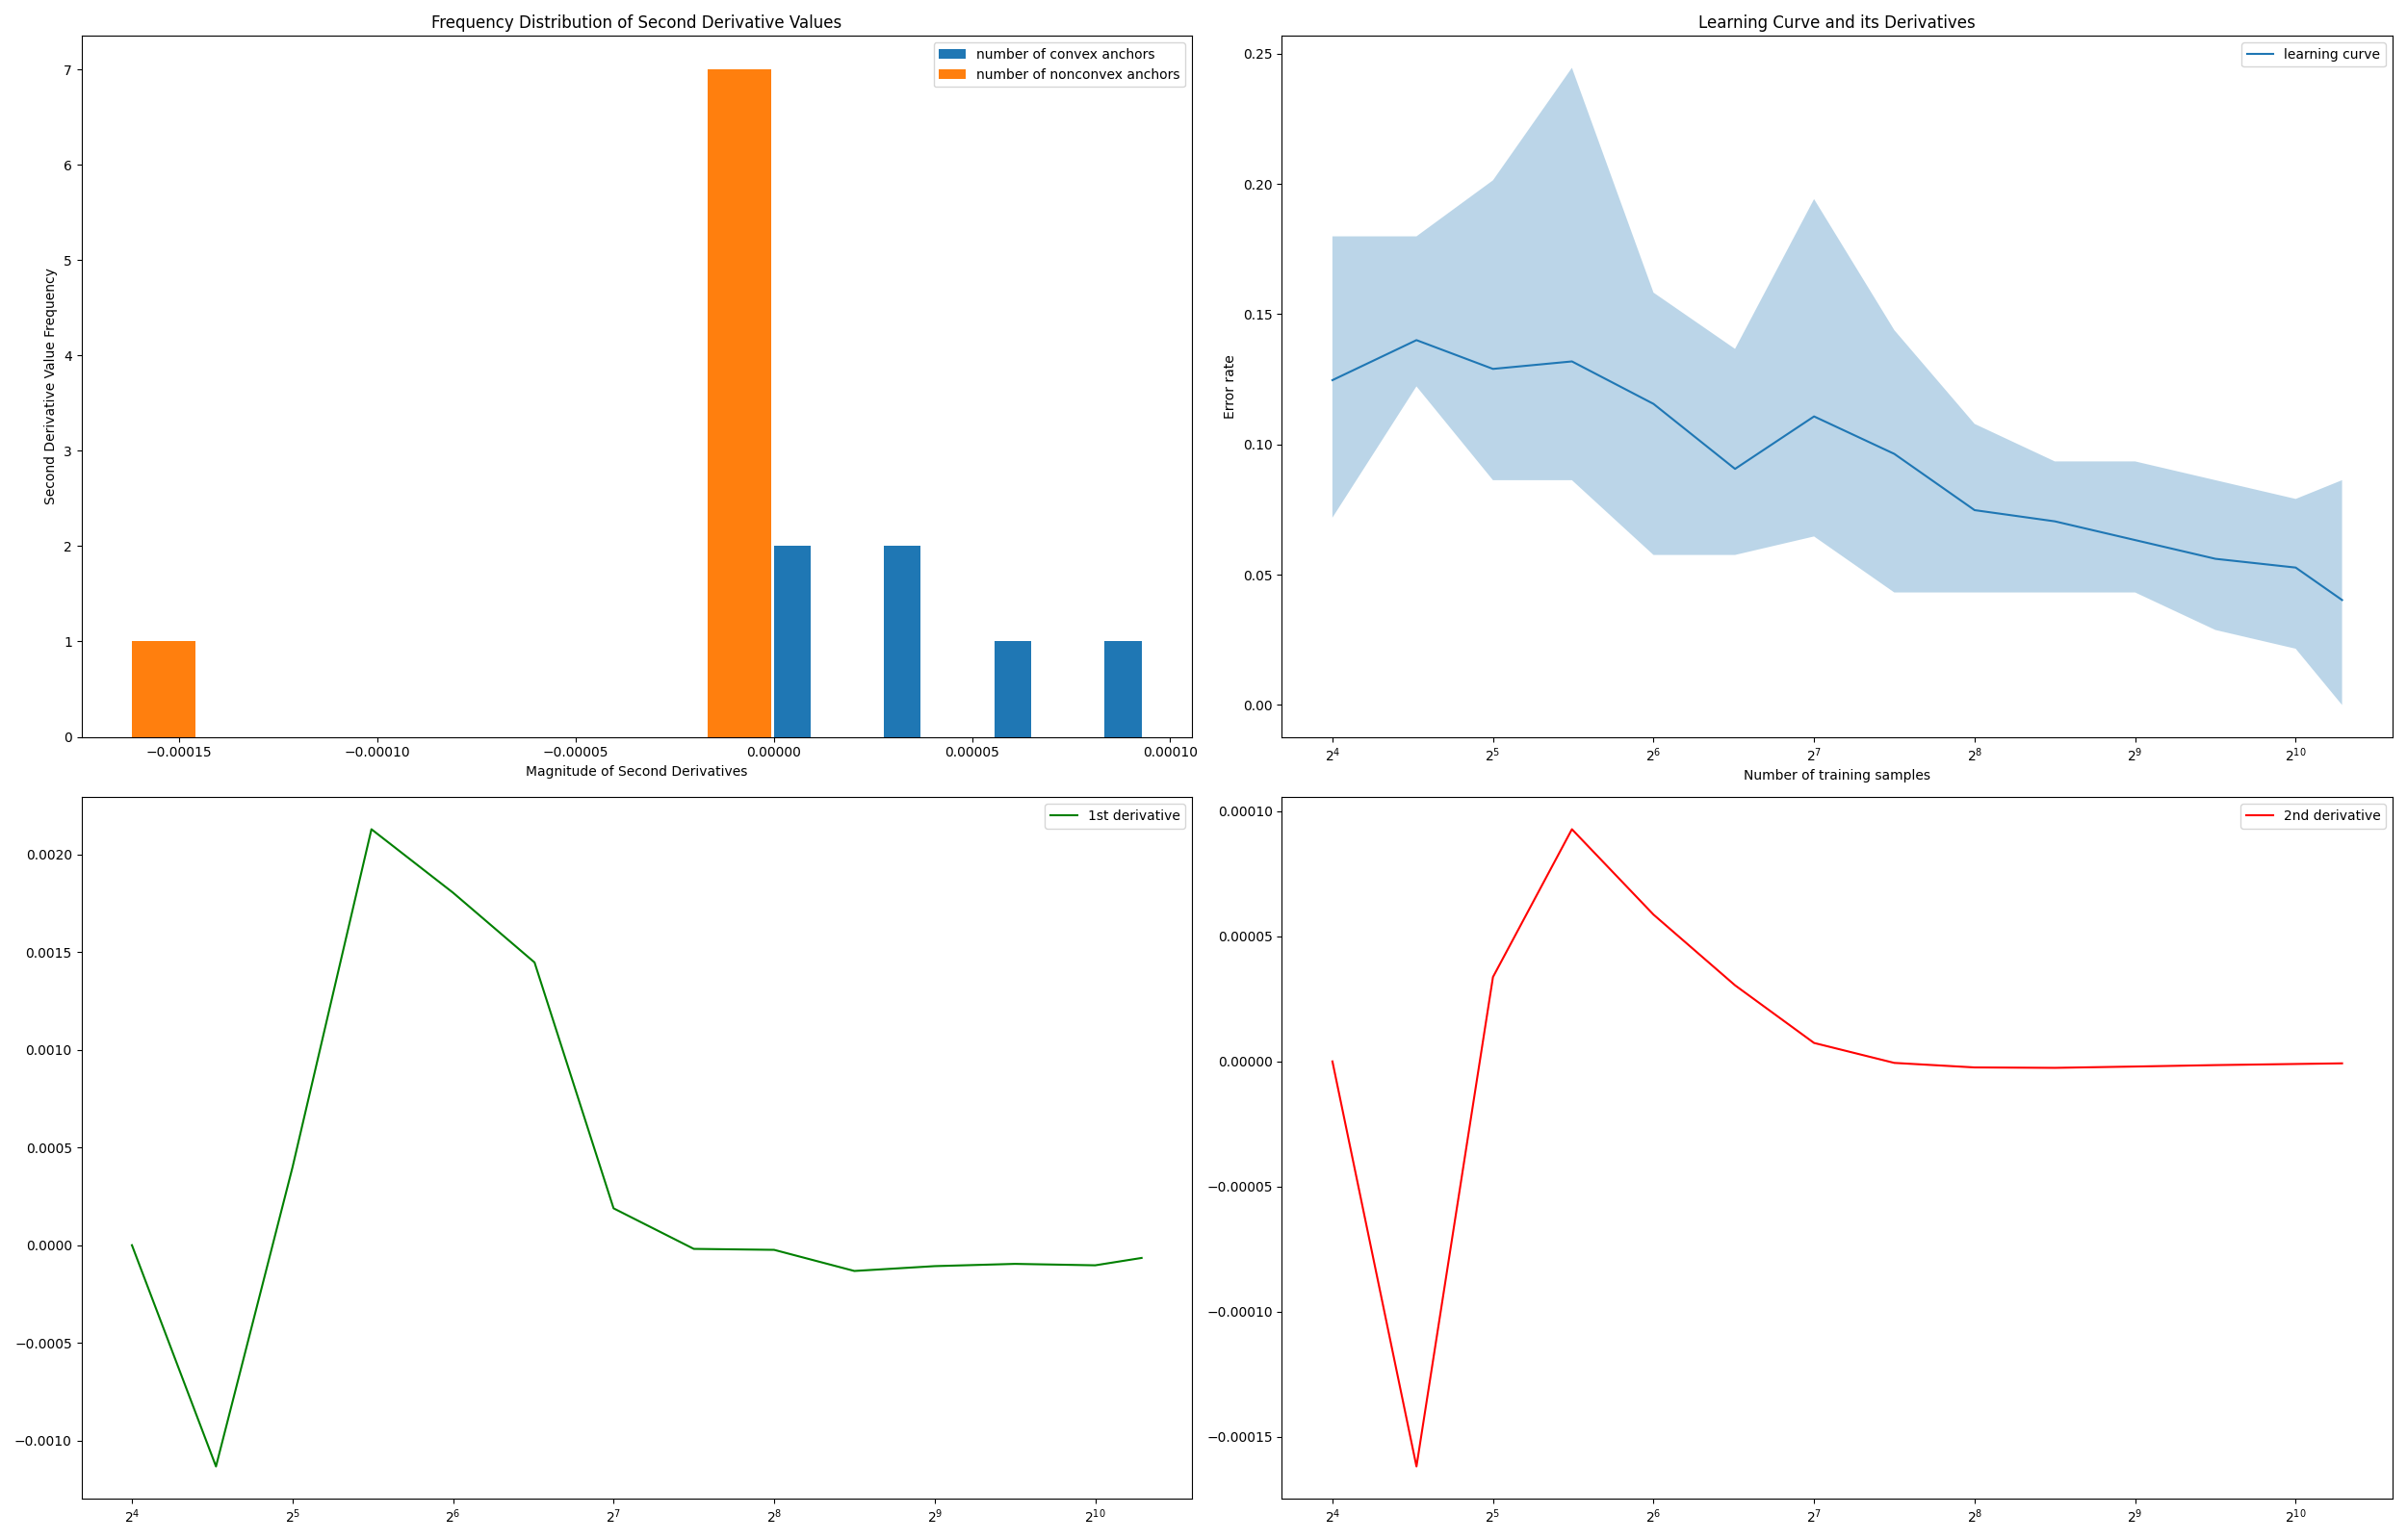 Frequency Distribution of Second Derivative Values
number of convex anchors
number of nonconvex anchors
Second Derivative Value Frequency
7
6
5
4
3
2
1
0
−0.00015 −0.00010 −0.00005 0.00000 0.00005 0.00010
Magnitude of Second Derivatives
Learning Curve and its Derivatives
learning curve
Error rate
0.25
0.20
0.15
0.10
0.05
0.00
2⁴ 2⁵ 2⁶ 2⁷ 2⁸ 2⁹ 2¹⁰
Number of training samples
1st derivative
0.0020
0.0015
0.0010
0.0005
0.0000
−0.0005
−0.0010
2⁴ 2⁵ 2⁶ 2⁷ 2⁸ 2⁹ 2¹⁰
2nd derivative
0.00010
0.00005
0.00000
−0.00005
−0.00010
−0.00015
2⁴ 2⁵ 2⁶ 2⁷ 2⁸ 2⁹ 2¹⁰